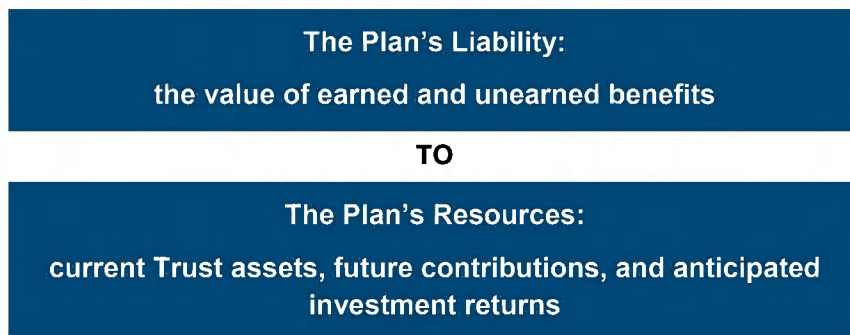 The Plan's Liability:
the value of earned and unearned benefits
TO
The Plan's Resources:
current Trust assets, future contributions, and anticipated
investment returns